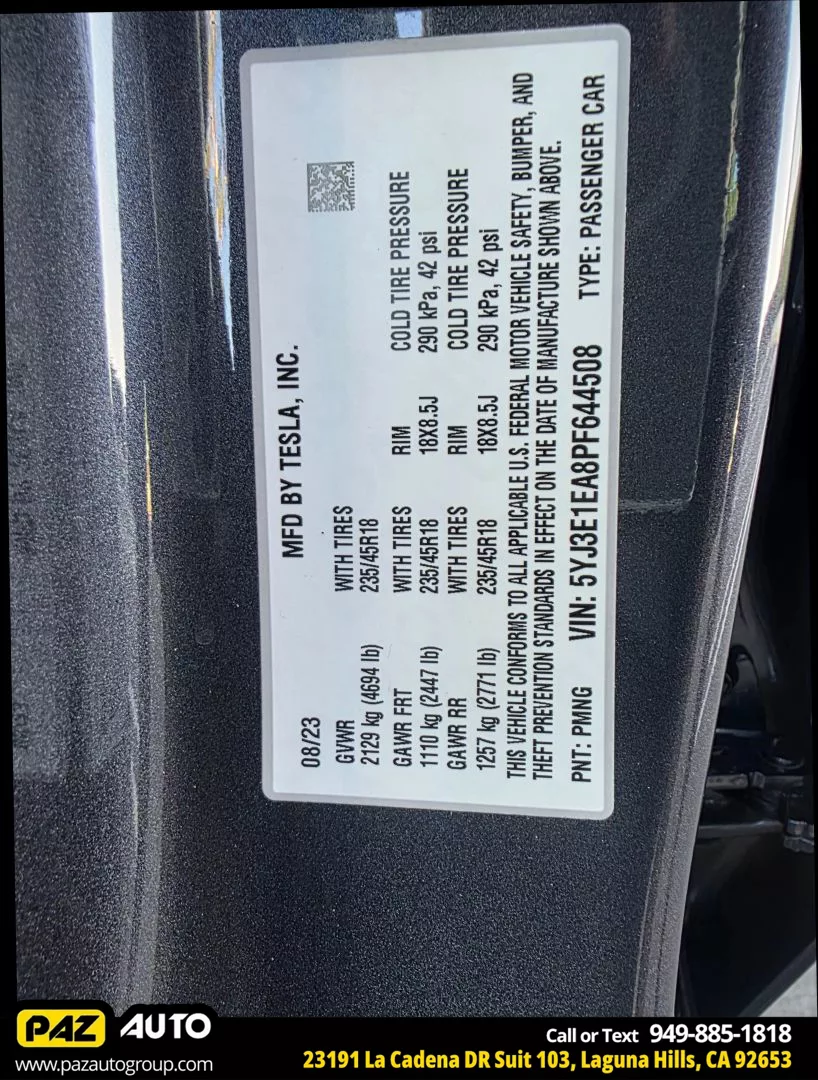 MFD BY TESLA, INC.
08/23
GVWR WITH TIRES
2129 kg (4694 lb) 235/45R18
GAWR FRT WITH TIRES RIM COLD TIRE PRESSURE
1110 kg (2447 lb) 235/45R18 18X8.5J 290 kPa, 42 psi
GAWR RR WITH TIRES RIM COLD TIRE PRESSURE
1257 kg (2771 lb) 235/45R18 18X8.5J 290 kPa, 42 psi
THIS VEHICLE CONFORMS TO ALL APPLICABLE U.S. FEDERAL MOTOR VEHICLE SAFETY, BUMPER, AND
THEFT PREVENTION STANDARDS IN EFFECT ON THE DATE OF MANUFACTURE SHOWN ABOVE.
PNT: PMNG VIN: 5YJ3E1EA8PF644508 TYPE: PASSENGER CAR
PAZ AUTO
www.pazautogroup.com
Call or Text 949-885-1818
23191 La Cadena DR Suit 103, Laguna Hills, CA 92653